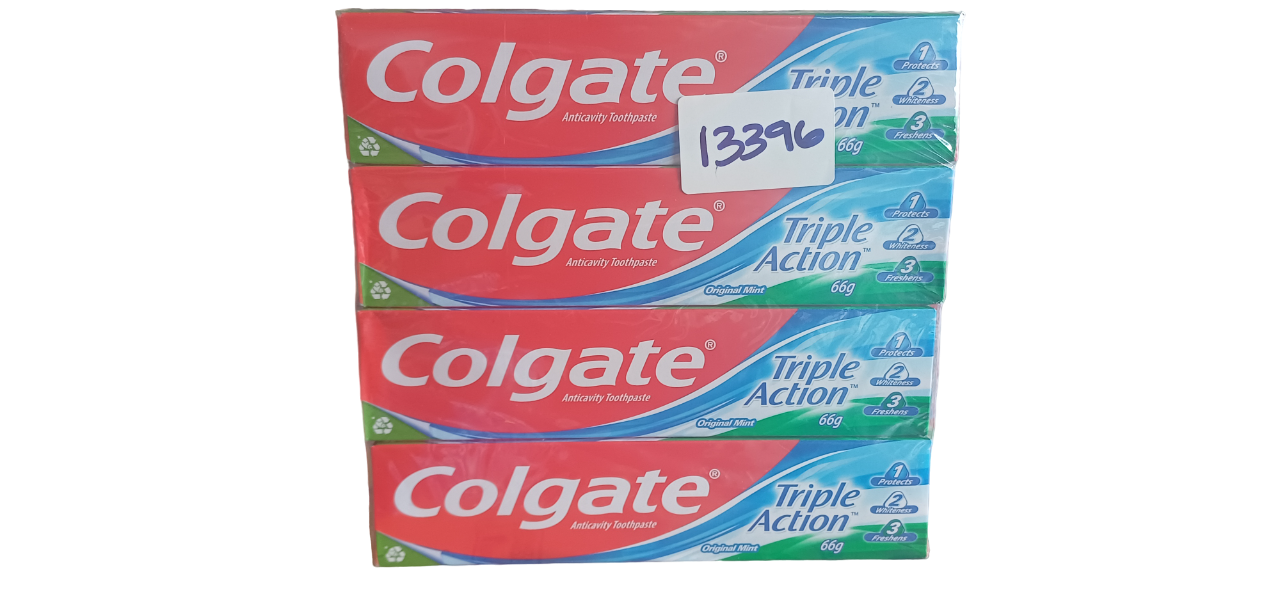 Colgate®
Anticavity Toothpaste
Triple
on™
66g
1
Protects
2
Whiteness
3
Freshens
13396
Colgate®
Anticavity Toothpaste
Original Mint
Triple
Action™
66g
1
Protects
2
Whiteness
3
Freshens
Colgate®
Anticavity Toothpaste
Original Mint
Triple
Action™
66g
1
Protects
2
Whiteness
3
Freshens
Colgate®
Anticavity Toothpaste
Original Mint
Triple
Action™
66g
1
Protects
2
Whiteness
3
Freshens